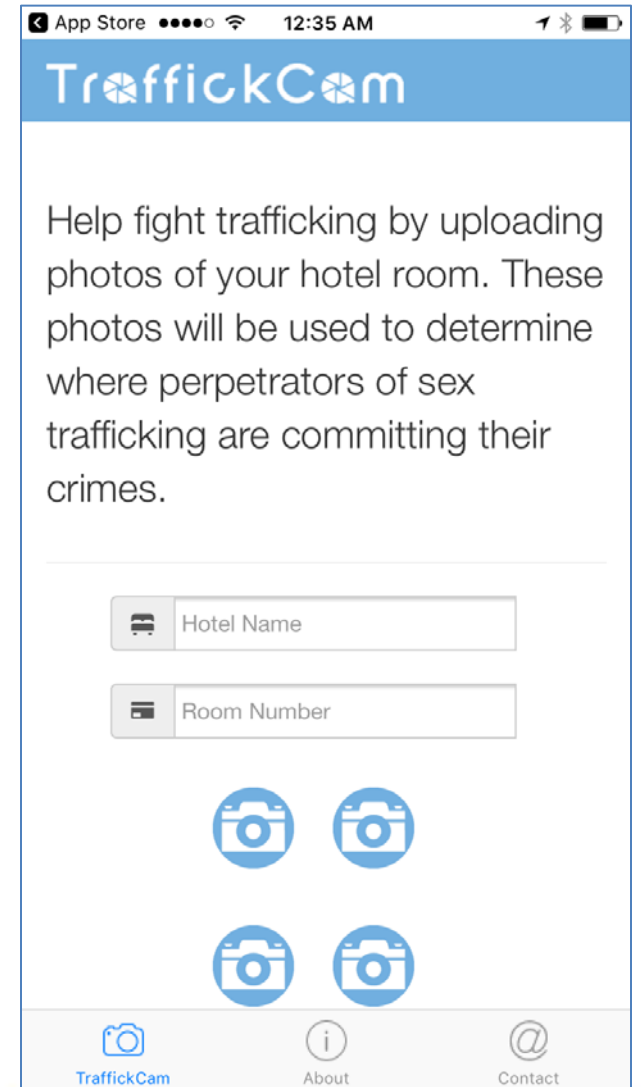 App Store 12:35 AM
TraffickCam
Help fight trafficking by uploading
photos of your hotel room. These
photos will be used to determine
where perpetrators of sex
trafficking are committing their
crimes.
Hotel Name
Room Number
TraffickCam About Contact